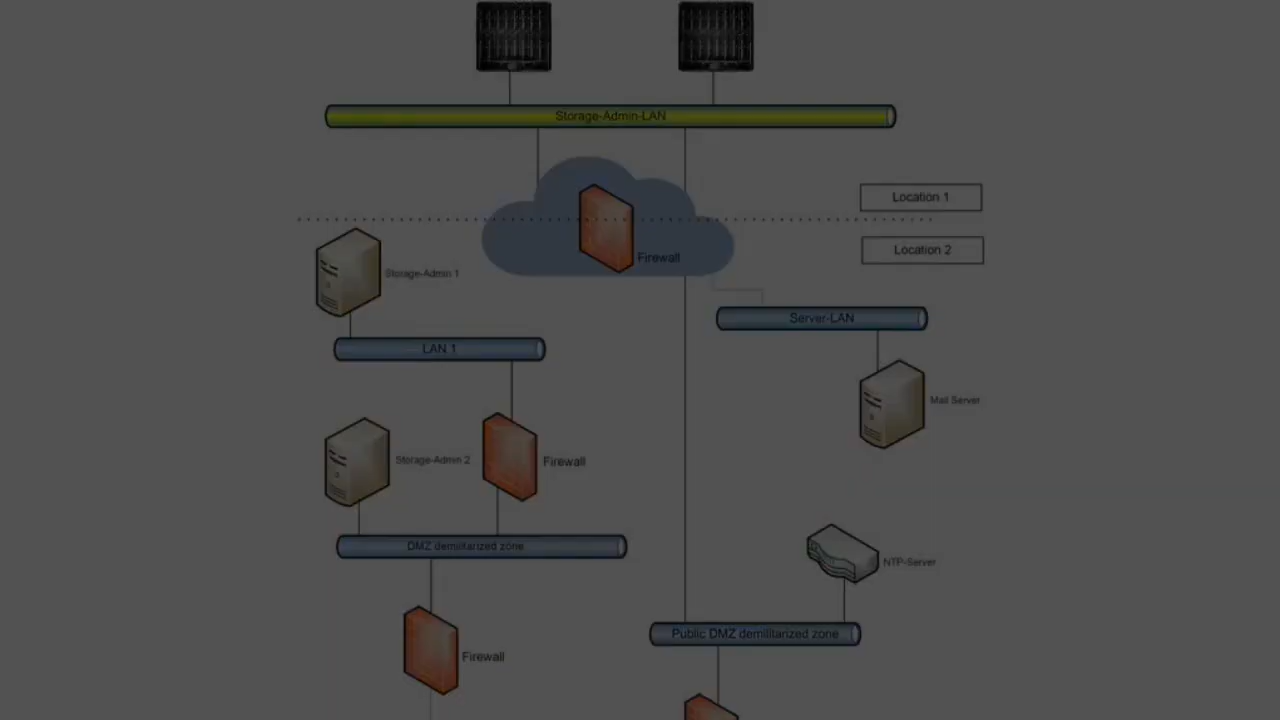 Storage-Admin-LAN
Location 1
Firewall
Location 2
Storage-Admin 1
Server-LAN
LAN 1
Mail Server
Storage-Admin 2
Firewall
DMZ demilitarized zone
NTP-Server
Public DMZ demilitarized zone
Firewall